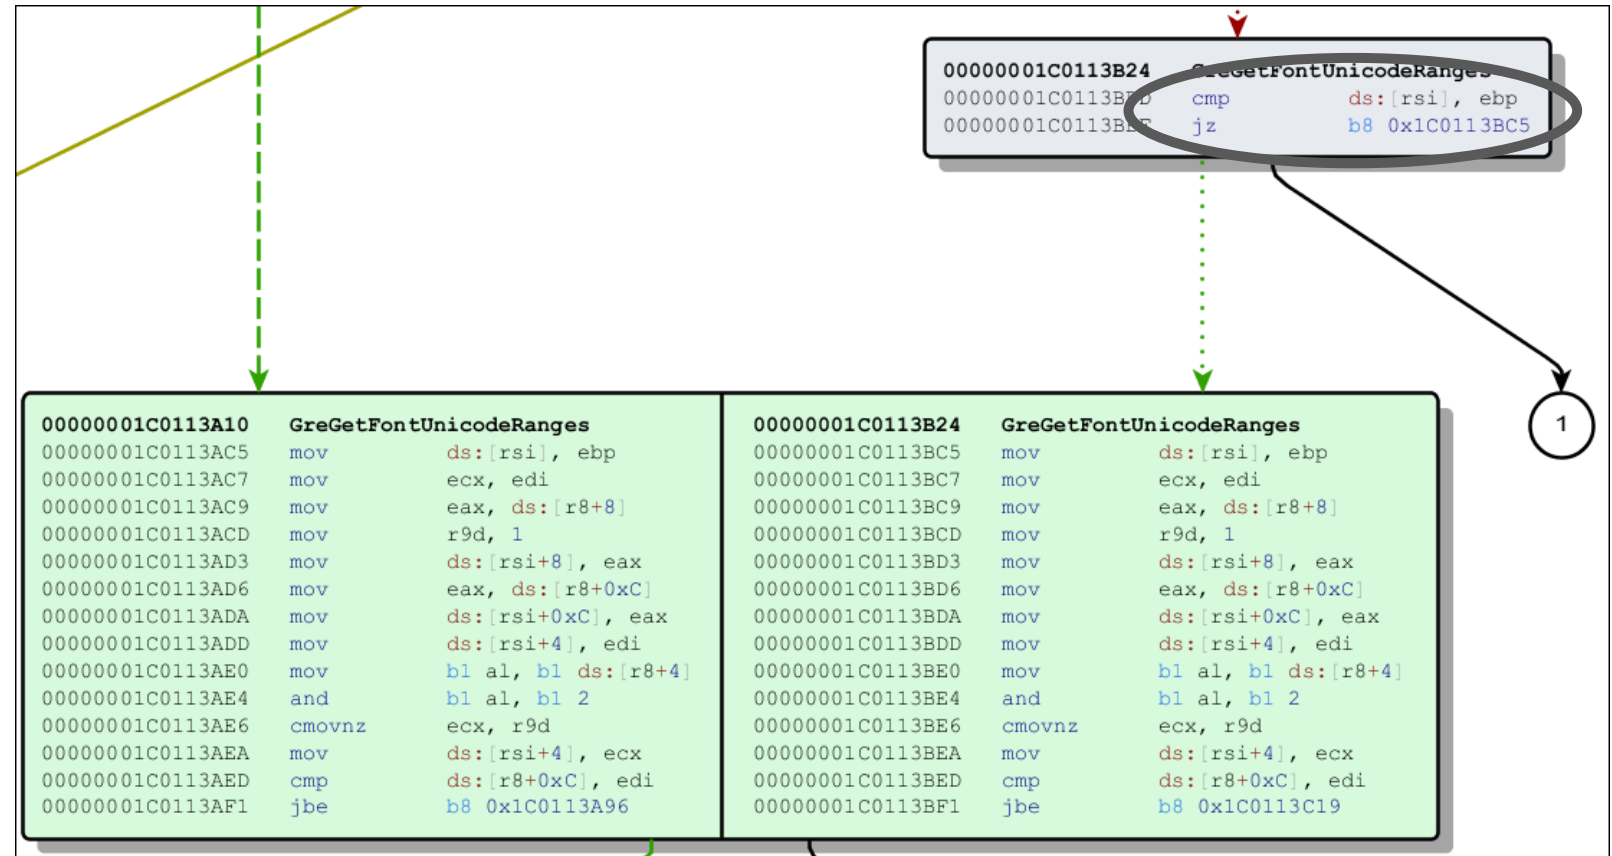 00000001C0113B24 GreGetFontUnicodeRanges
cmp ds:[rsi], ebp
jz b8 0x1C0113BC5
1
00000001C0113A10 GreGetFontUnicodeRanges
00000001C0113AC5 mov ds:[rsi], ebp
00000001C0113AC7 mov ecx, edi
00000001C0113AC9 mov eax, ds:[r8+8]
00000001C0113ACD mov r9d, 1
00000001C0113AD3 mov ds:[rsi+8], eax
00000001C0113AD6 mov eax, ds:[r8+0xC]
00000001C0113ADA mov ds:[rsi+0xC], eax
00000001C0113ADD mov ds:[rsi+4], edi
00000001C0113AE0 mov b1 al, b1 ds:[r8+4]
00000001C0113AE4 and b1 al, b1 2
00000001C0113AE6 cmovnz ecx, r9d
00000001C0113AEA mov ds:[rsi+4], ecx
00000001C0113AED cmp ds:[r8+0xC], edi
00000001C0113AF1 jbe b8 0x1C0113A96
00000001C0113B24 GreGetFontUnicodeRanges
00000001C0113BC5 mov ds:[rsi], ebp
00000001C0113BC7 mov ecx, edi
00000001C0113BC9 mov eax, ds:[r8+8]
00000001C0113BCD mov r9d, 1
00000001C0113BD3 mov ds:[rsi+8], eax
00000001C0113BD6 mov eax, ds:[r8+0xC]
00000001C0113BDA mov ds:[rsi+0xC], eax
00000001C0113BDD mov ds:[rsi+4], edi
00000001C0113BE0 mov b1 al, b1 ds:[r8+4]
00000001C0113BE4 and b1 al, b1 2
00000001C0113BE6 cmovnz ecx, r9d
00000001C0113BEA mov ds:[rsi+4], ecx
00000001C0113BED cmp ds:[r8+0xC], edi
00000001C0113BF1 jbe b8 0x1C0113C19